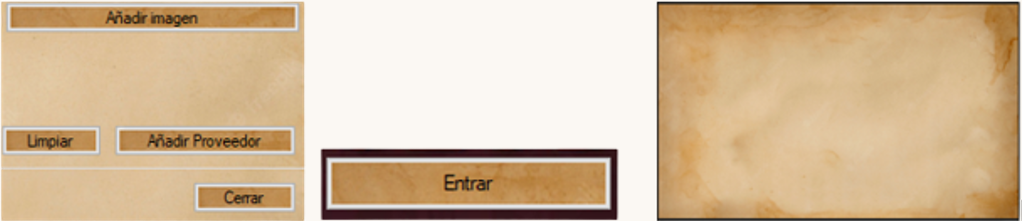 Añadir imagen
Limpiar
Añadir Proveedor
Cerrar
Entrar